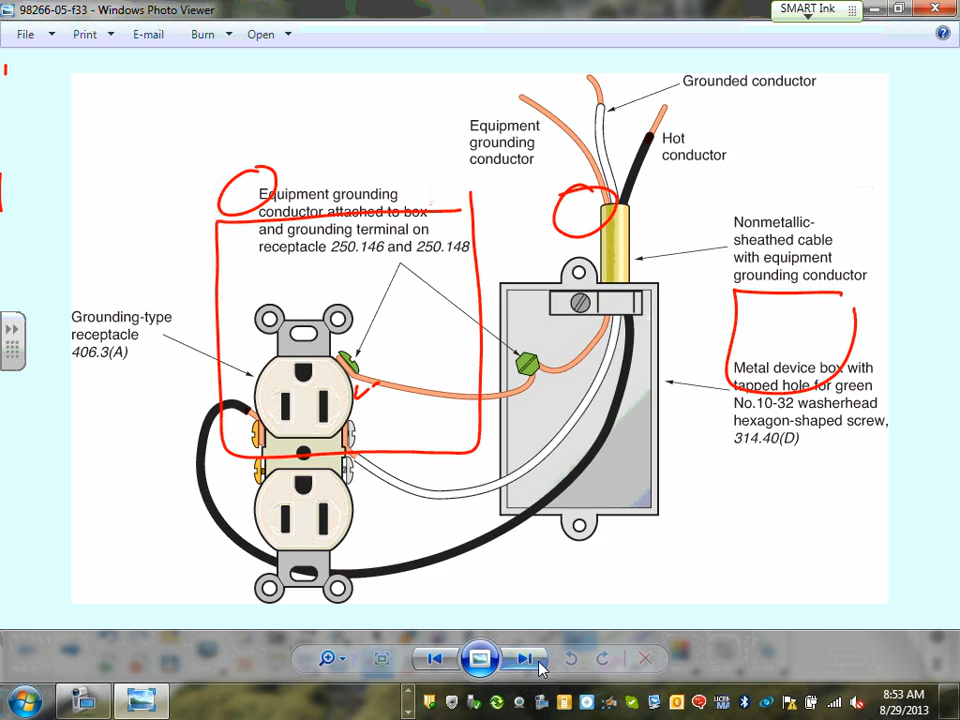 98266-05-f33 - Windows Photo Viewer
SMART Ink
File Print E-mail Burn Open
Grounded conductor
Equipment
grounding
conductor
Hot
conductor
Equipment grounding
conductor attached to box
and grounding terminal on
receptacle 250.146 and 250.148
Nonmetallic-
sheathed cable
with equipment
grounding conductor
Grounding-type
receptacle
406.3(A)
Metal device box with
tapped hole for green
No.10-32 washerhead
hexagon-shaped screw,
314.40(D)
8:53 AM
8/29/2013